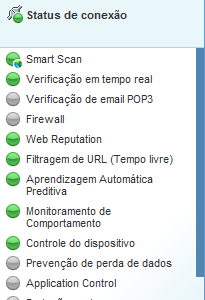 Status de conexão
Smart Scan
Verificação em tempo real
Verificação de email POP3
Firewall
Web Reputation
Filtragem de URL (Tempo livre)
Aprendizagem Automática
Preditiva
Monitoramento de
Comportamento
Controle do dispositivo
Prevenção de perda de dados
Application Control